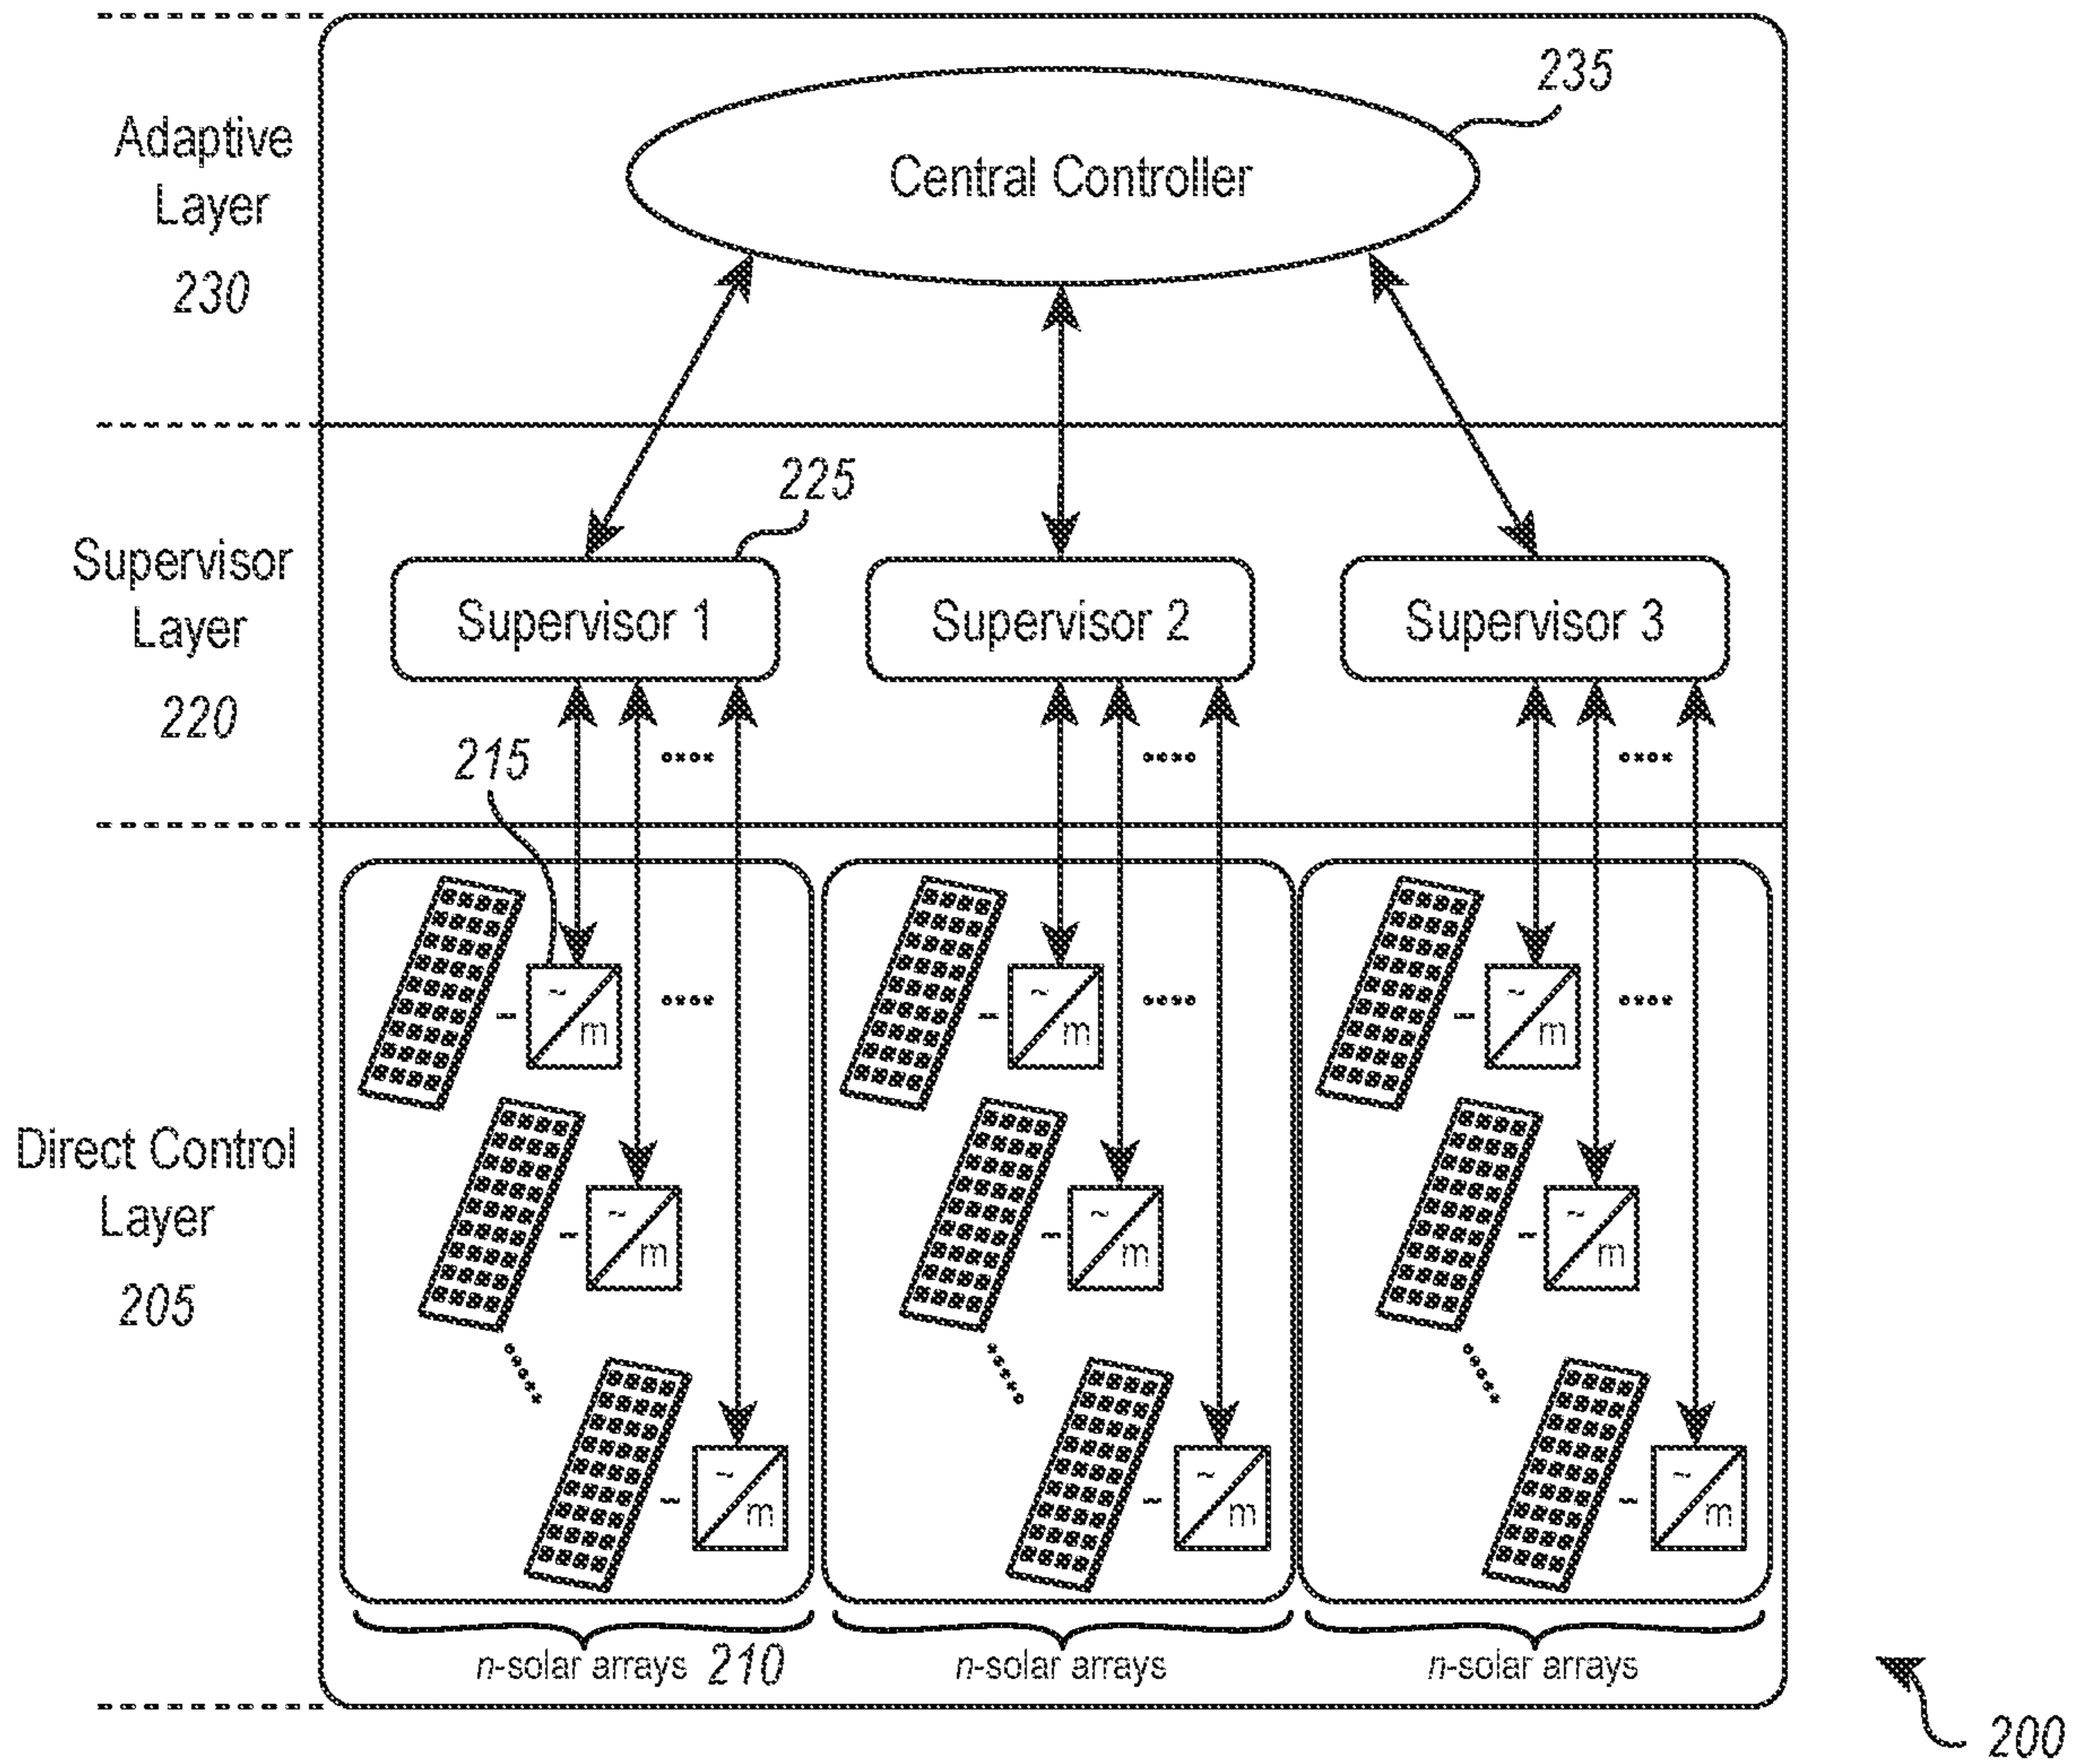 235
Adaptive
Layer
230
Central Controller
225
Supervisor
Layer
220
Supervisor 1
Supervisor 2
Supervisor 3
215
~
m
~
m
~
m
~
m
~
m
~
m
~
m
~
m
~
m
Direct Control
Layer
205
n-solar arrays 210
n-solar arrays
n-solar arrays
200